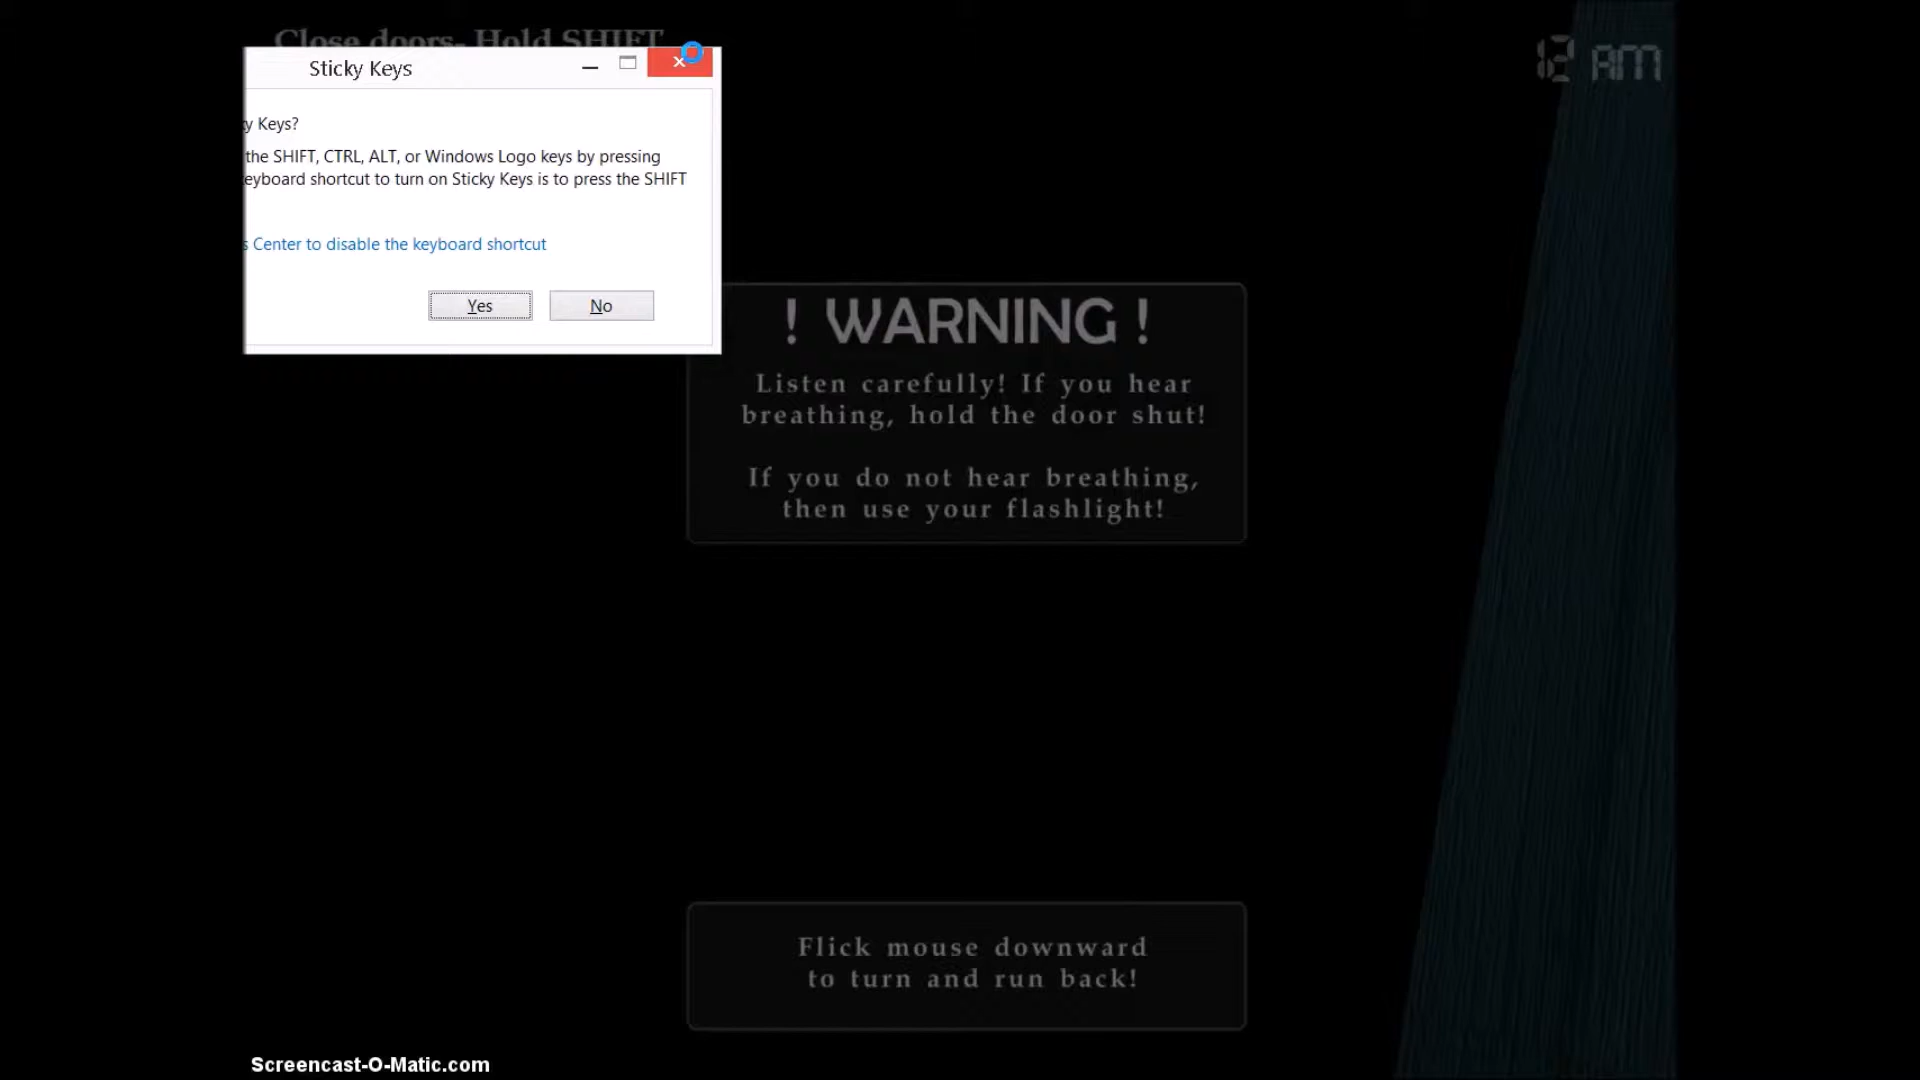 Close doors- Hold SHIFT
12 AM
Sticky Keys
Keys?
the SHIFT, CTRL, ALT, or Windows Logo keys by pressing
keyboard shortcut to turn on Sticky Keys is to press the SHIFT
Center to disable the keyboard shortcut
Yes
No
! WARNING !
Listen carefully! If you hear
breathing, hold the door shut!
If you do not hear breathing,
then use your flashlight!
Flick mouse downward
to turn and run back!
Screencast-O-Matic.com